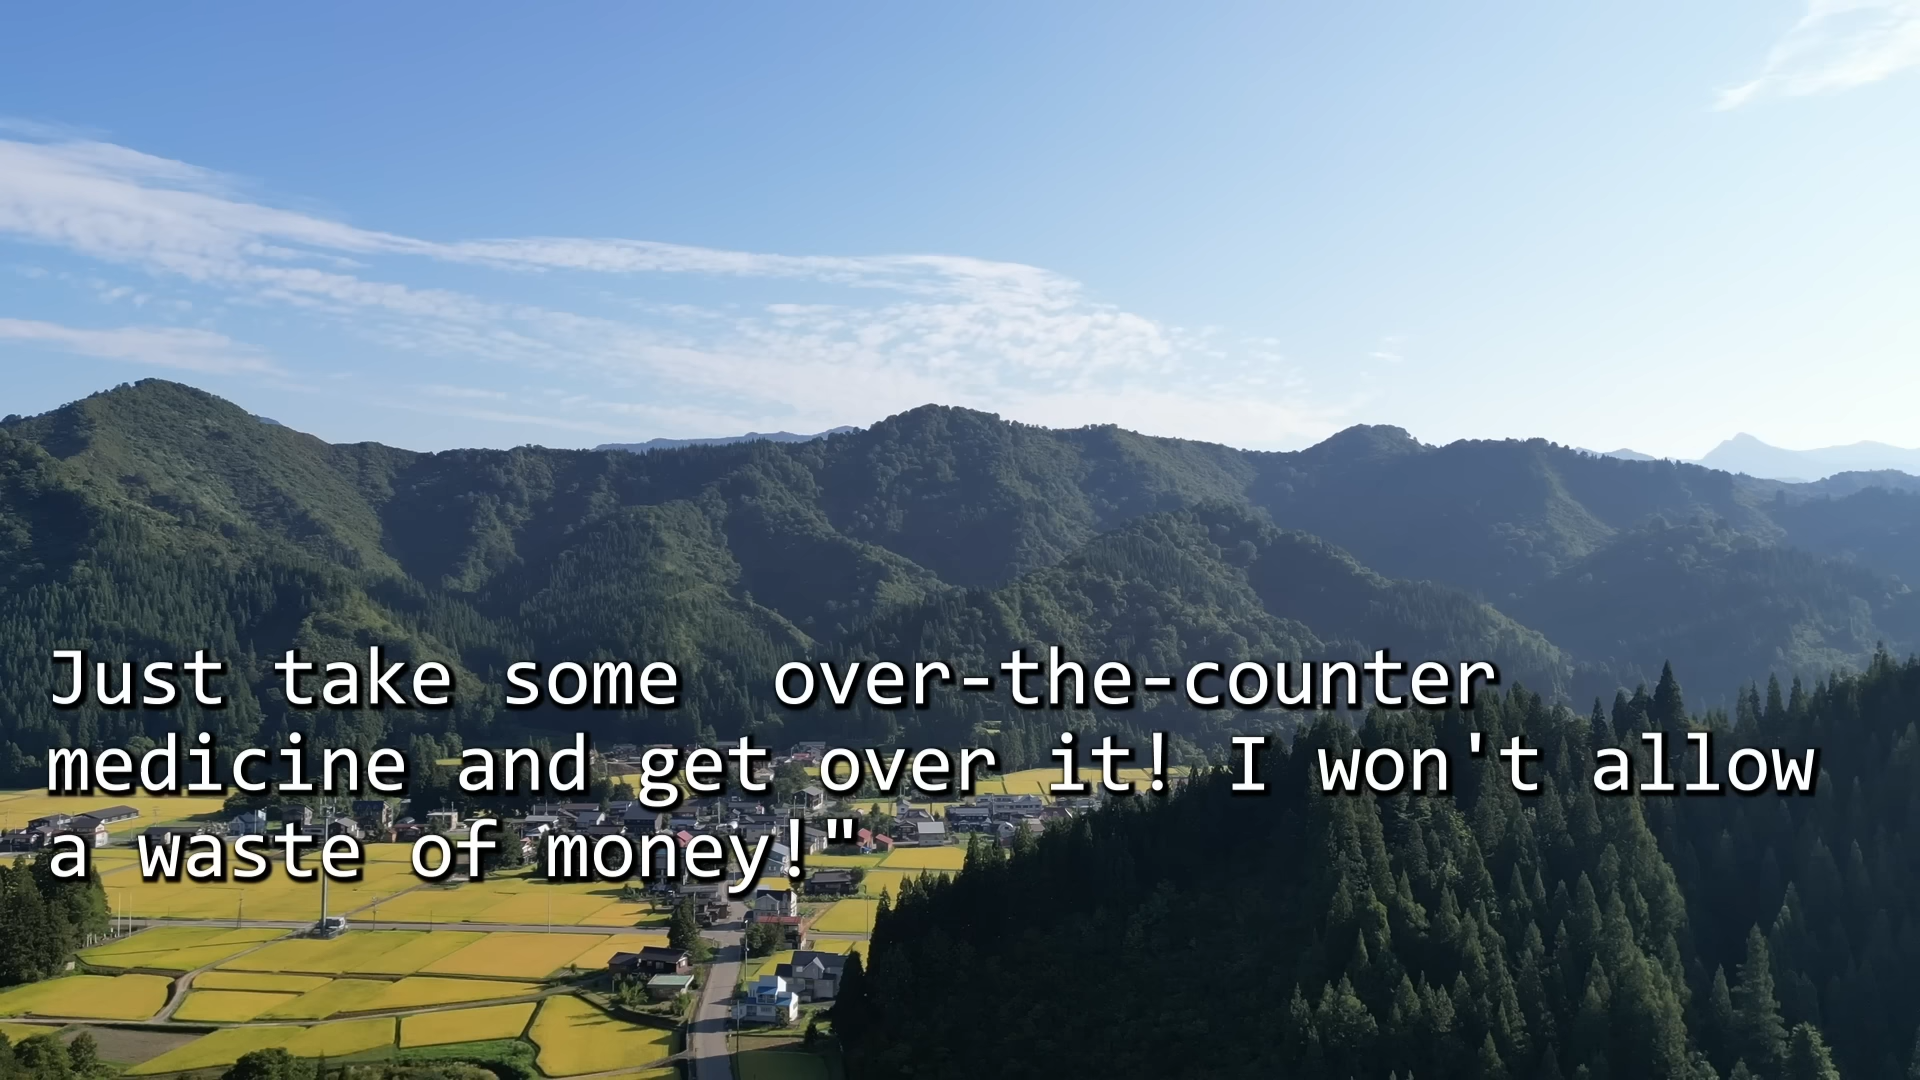 Just take some  over-the-counter
medicine and get over it! I won't allow
a waste of money!"